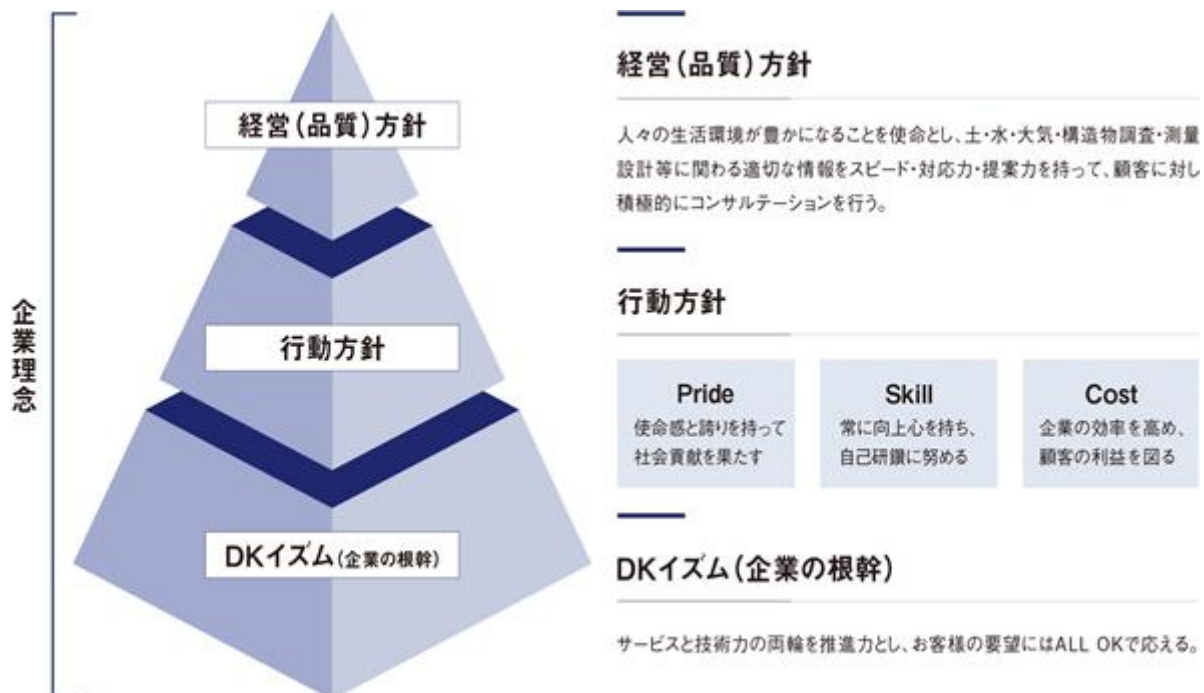 企業理念
経営(品質)方針
行動方針
DKイズム(企業の根幹)
経営(品質)方針
人々の生活環境が豊かになることを使命とし、土・水・大気・構造物調査・測量
設計等に関わる適切な情報をスピード・対応力・提案力を持って、顧客に対し
積極的にコンサルテーションを行う。
行動方針
Pride
使命感と誇りを持って
社会貢献を果たす
Skill
常に向上心を持ち、
自己研鑽に努める
Cost
企業の効率を高め、
顧客の利益を図る
DKイズム(企業の根幹)
サービスと技術力の両輪を推進力とし、お客様の要望にはALL OKで応える。